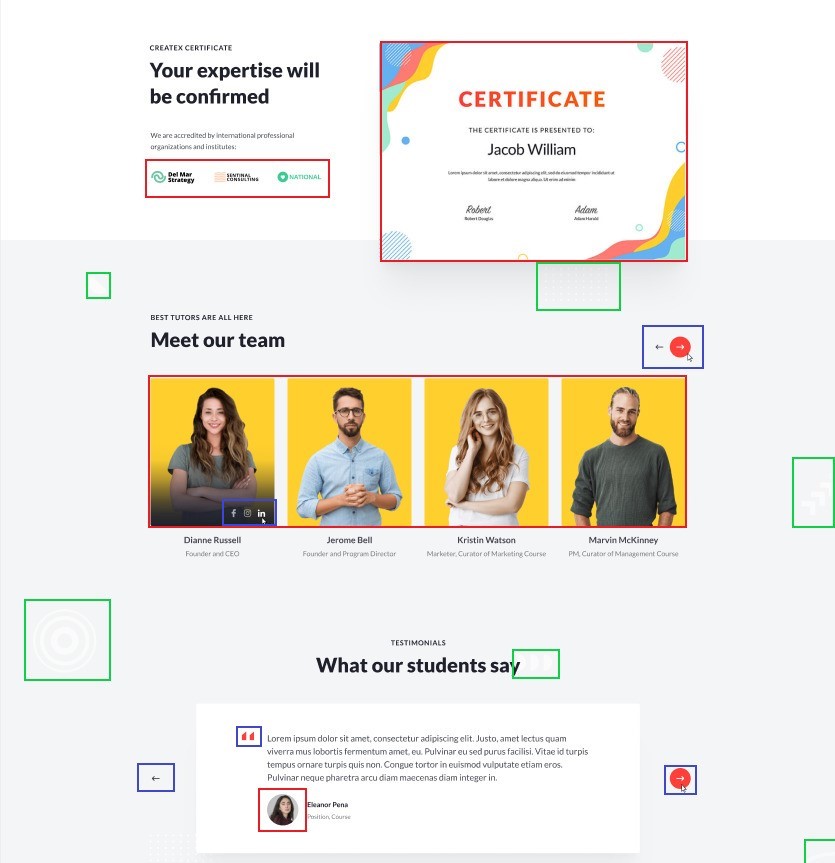 CREATEX CERTIFICATE
Your expertise will
be confirmed
We are accredited by international professional
organizations and institutes:
Del Mar
Strategy
SENTINAL
CONSULTING
NATIONAL
CERTIFICATE
THE CERTIFICATE IS PRESENTED TO:
Jacob William
Lorem ipsum dolor sit amet, consectetur adipiscing elit, sed do eiusmod tempor incididunt ut
labore et dolore magna aliqua. Ut enim ad minim
Robert
Robert Douglas
Adam
Adam Harold
BEST TUTORS ARE ALL HERE
Meet our team
Dianne Russell
Founder and CEO
Jerome Bell
Founder and Program Director
Kristin Watson
Marketer, Curator of Marketing Course
Marvin McKinney
PM, Curator of Management Course
TESTIMONIALS
What our students say
Lorem ipsum dolor sit amet, consectetur adipiscing elit. Justo, amet lectus quam
viverra mus lobortis fermentum amet, eu. Pulvinar eu sed purus facilisi. Vitae id turpis
tempus ornare turpis quis non. Congue tortor in euismod vulputate etiam eros.
Pulvinar neque pharetra arcu diam maecenas diam integer in.
Eleanor Pena
Position, Course